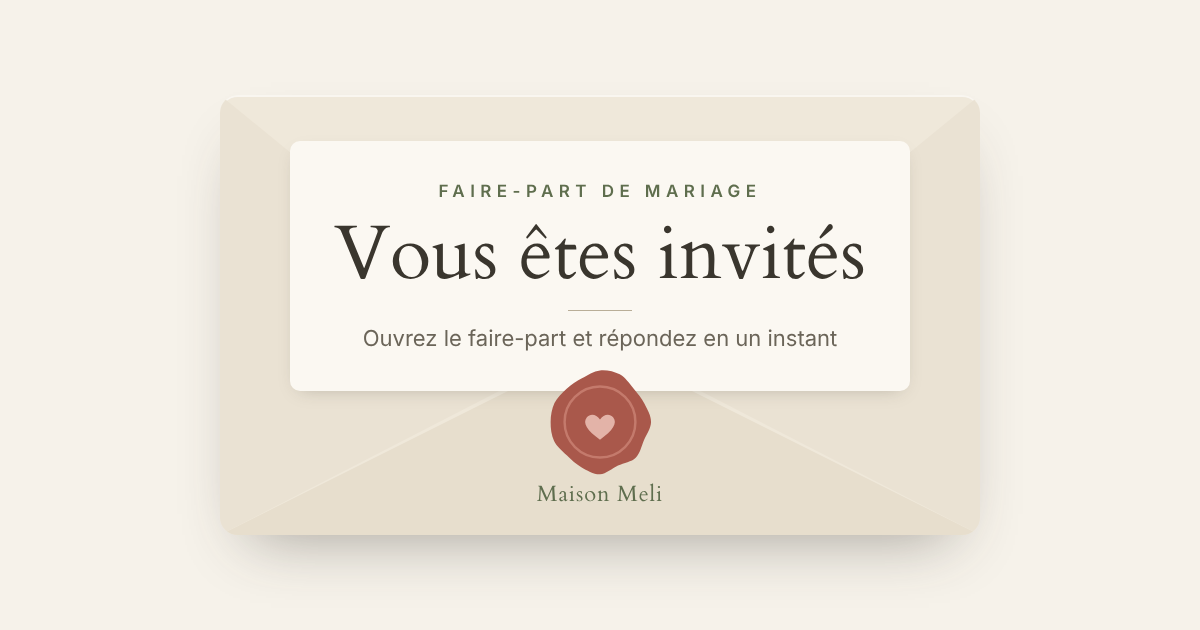 FAIRE-PART DE MARIAGE
Vous êtes invités
Ouvrez le faire-part et répondez en un instant
Maison Meli